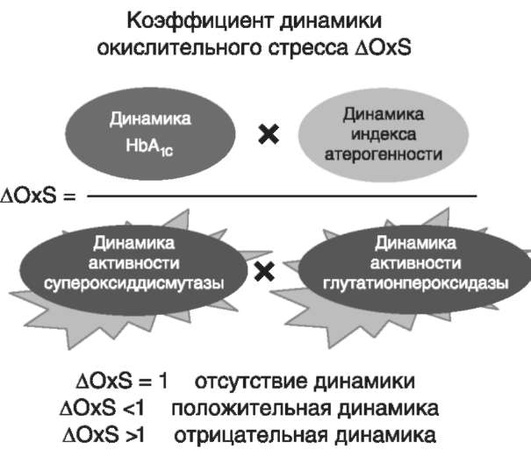 Коэффициент динамики
окислительного стресса ΔOxS
Динамика
HbA1c
×
Динамика
индекса
атерогенности
ΔOxS =
Динамика
активности
супероксиддисмутазы
×
Динамика
активности
глутатионпероксидазы
ΔOxS = 1 отсутствие динамики
ΔOxS <1 положительная динамика
ΔOxS >1 отрицательная динамика